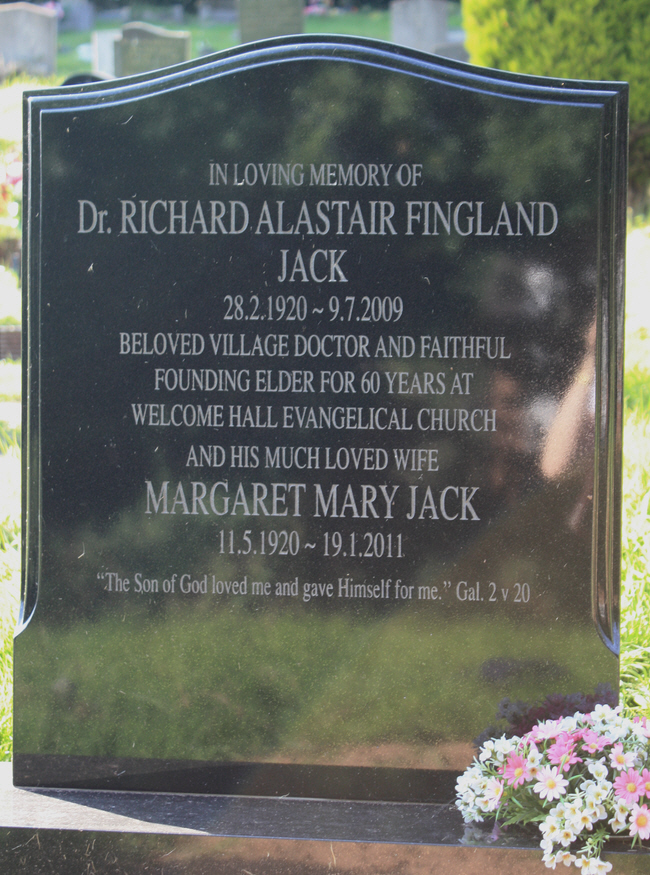 IN LOVING MEMORY OF
Dr. RICHARD ALASTAIR FINGLAND
JACK
28.2.1920 ~ 9.7.2009
BELOVED VILLAGE DOCTOR AND FAITHFUL
FOUNDING ELDER FOR 60 YEARS AT
WELCOME HALL EVANGELICAL CHURCH
AND HIS MUCH LOVED WIFE
MARGARET MARY JACK
11.5.1920 ~ 19.1.2011
“The Son of God loved me and gave Himself for me.” Gal. 2 v 20